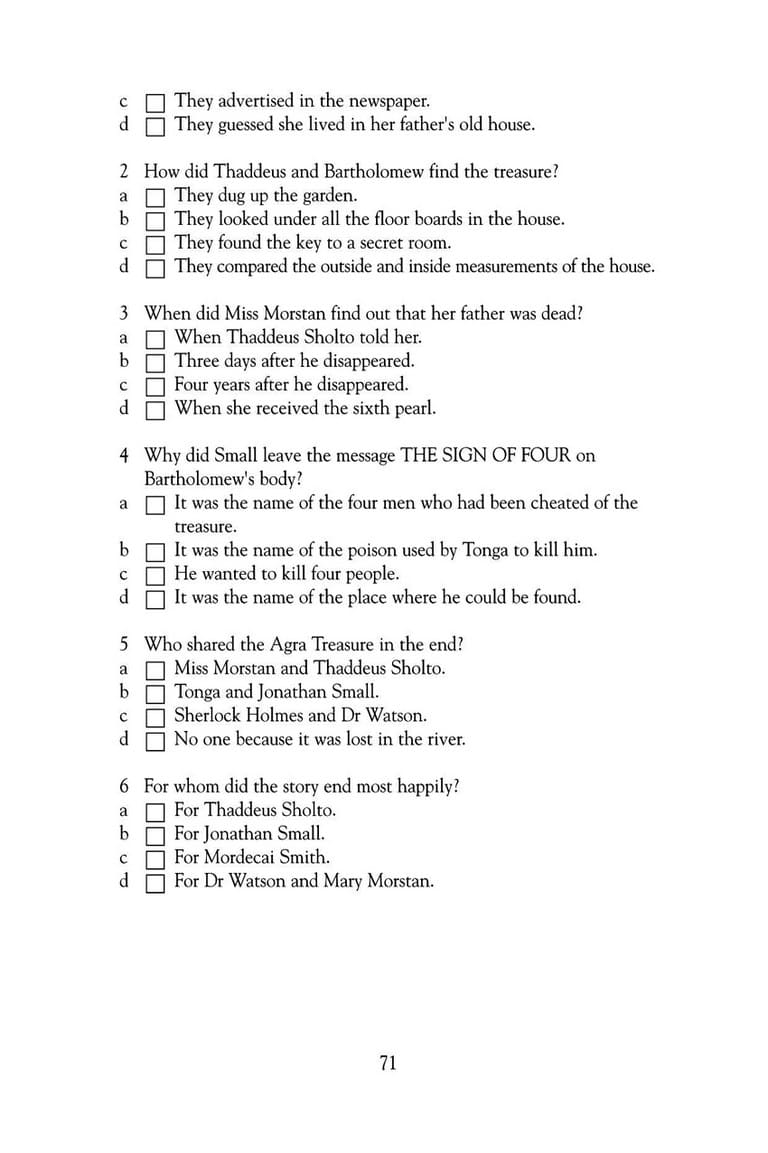 c ☐ They advertised in the newspaper.
d ☐ They guessed she lived in her father's old house.
2 How did Thaddeus and Bartholomew find the treasure?
a ☐ They dug up the garden.
b ☐ They looked under all the floor boards in the house.
c ☐ They found the key to a secret room.
d ☐ They compared the outside and inside measurements of the house.
3 When did Miss Morstan find out that her father was dead?
a ☐ When Thaddeus Sholto told her.
b ☐ Three days after he disappeared.
c ☐ Four years after he disappeared.
d ☐ When she received the sixth pearl.
4 Why did Small leave the message THE SIGN OF FOUR on
Bartholomew's body?
a ☐ It was the name of the four men who had been cheated of the
treasure.
b ☐ It was the name of the poison used by Tonga to kill him.
c ☐ He wanted to kill four people.
d ☐ It was the name of the place where he could be found.
5 Who shared the Agra Treasure in the end?
a ☐ Miss Morstan and Thaddeus Sholto.
b ☐ Tonga and Jonathan Small.
c ☐ Sherlock Holmes and Dr Watson.
d ☐ No one because it was lost in the river.
6 For whom did the story end most happily?
a ☐ For Thaddeus Sholto.
b ☐ For Jonathan Small.
c ☐ For Mordecai Smith.
d ☐ For Dr Watson and Mary Morstan.
71